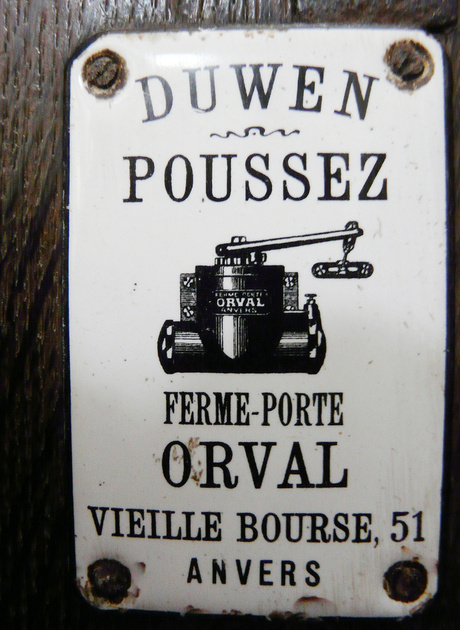 DUWEN
POUSSEZ
FERME-PORTE
ORVAL
ANVERS
FERME-PORTE
ORVAL
VIEILLE BOURSE, 51
ANVERS